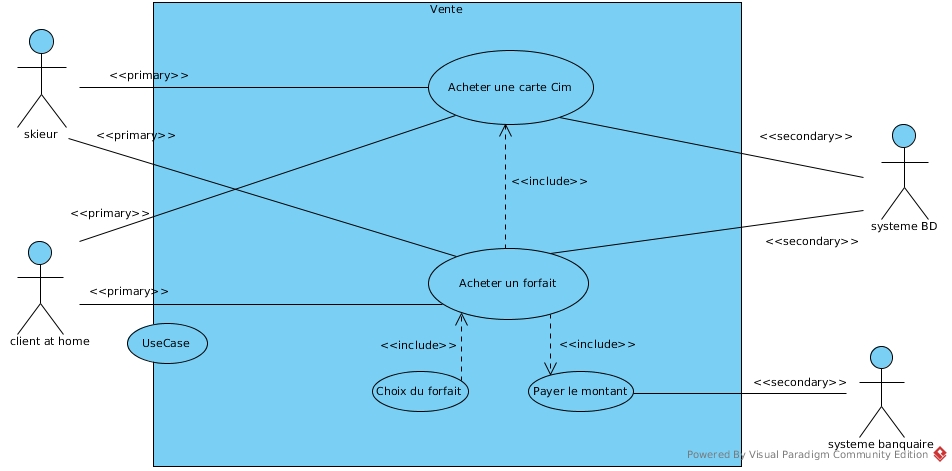 Vente
<<primary>>
Acheter une carte Cim
skieur
<<primary>>
<<secondary>>
<<include>>
<<primary>>
systeme BD
<<secondary>>
<<primary>>
Acheter un forfait
client at home
UseCase
<<include>>
<<include>>
Choix du forfait
Payer le montant
<<secondary>>
systeme banquaire
Powered By Visual Paradigm Community Edition